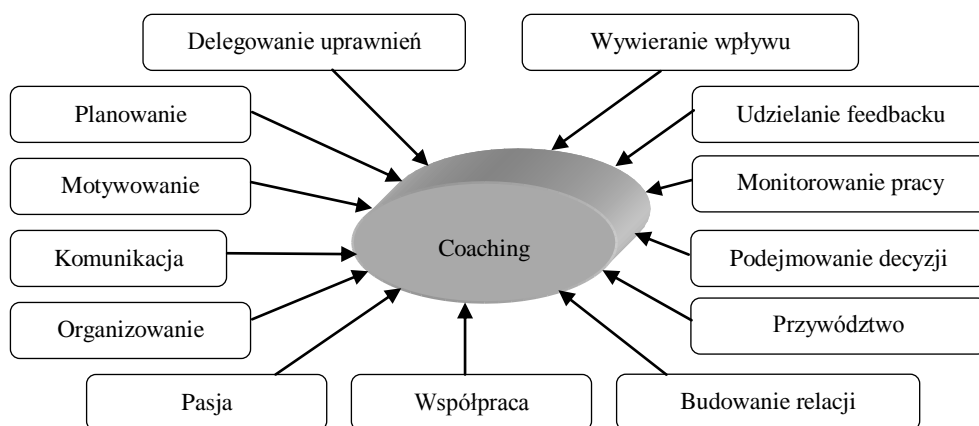 Delegowanie uprawnień
Wywieranie wpływu
Planowanie
Udzielanie feedbacku
Motywowanie
Monitorowanie pracy
Komunikacja
Coaching
Podejmowanie decyzji
Organizowanie
Przywództwo
Pasja
Współpraca
Budowanie relacji